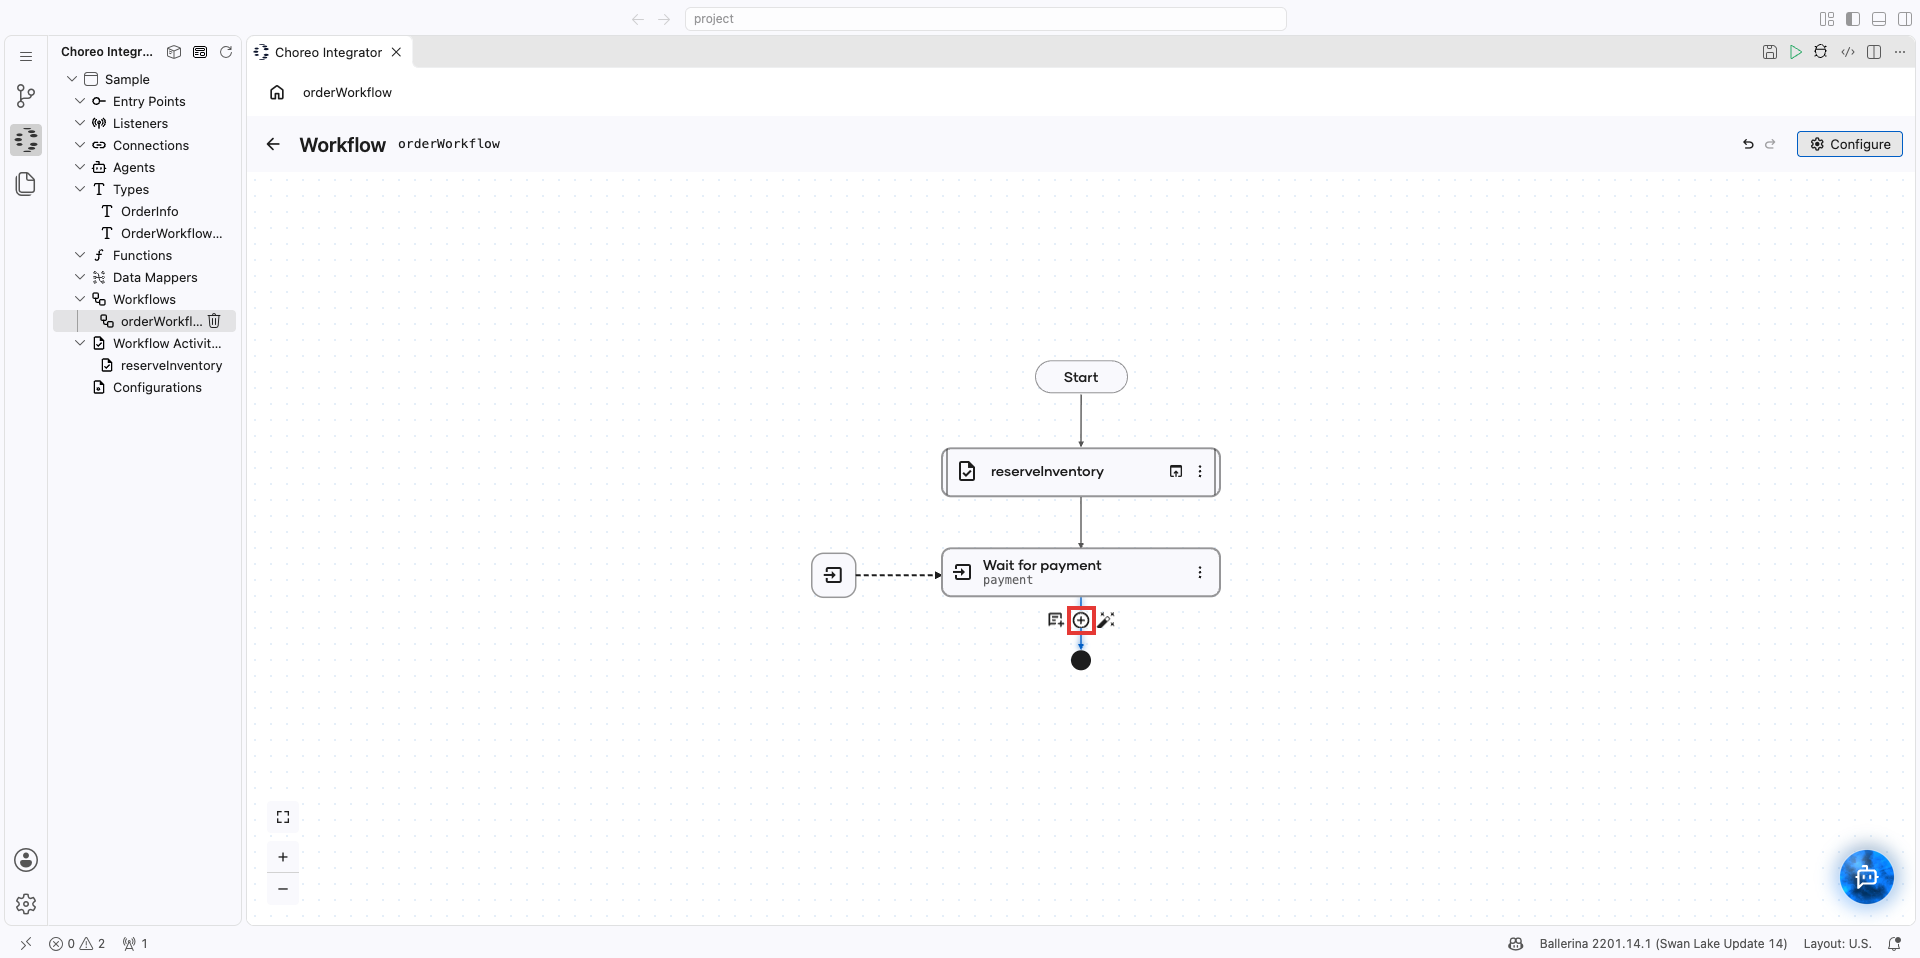 project
Choreo Integr...
Choreo Integrator
Sample
Entry Points
Listeners
Connections
Agents
Types
OrderInfo
OrderWorkflow...
Functions
Data Mappers
Workflows
orderWorkfl...
Workflow Activit...
reserveInventory
Configurations
orderWorkflow
Workflow orderWorkflow
Configure
Start
reserveInventory
Wait for payment
payment
0 2 1
Ballerina 2201.14.1 (Swan Lake Update 14) Layout: U.S.